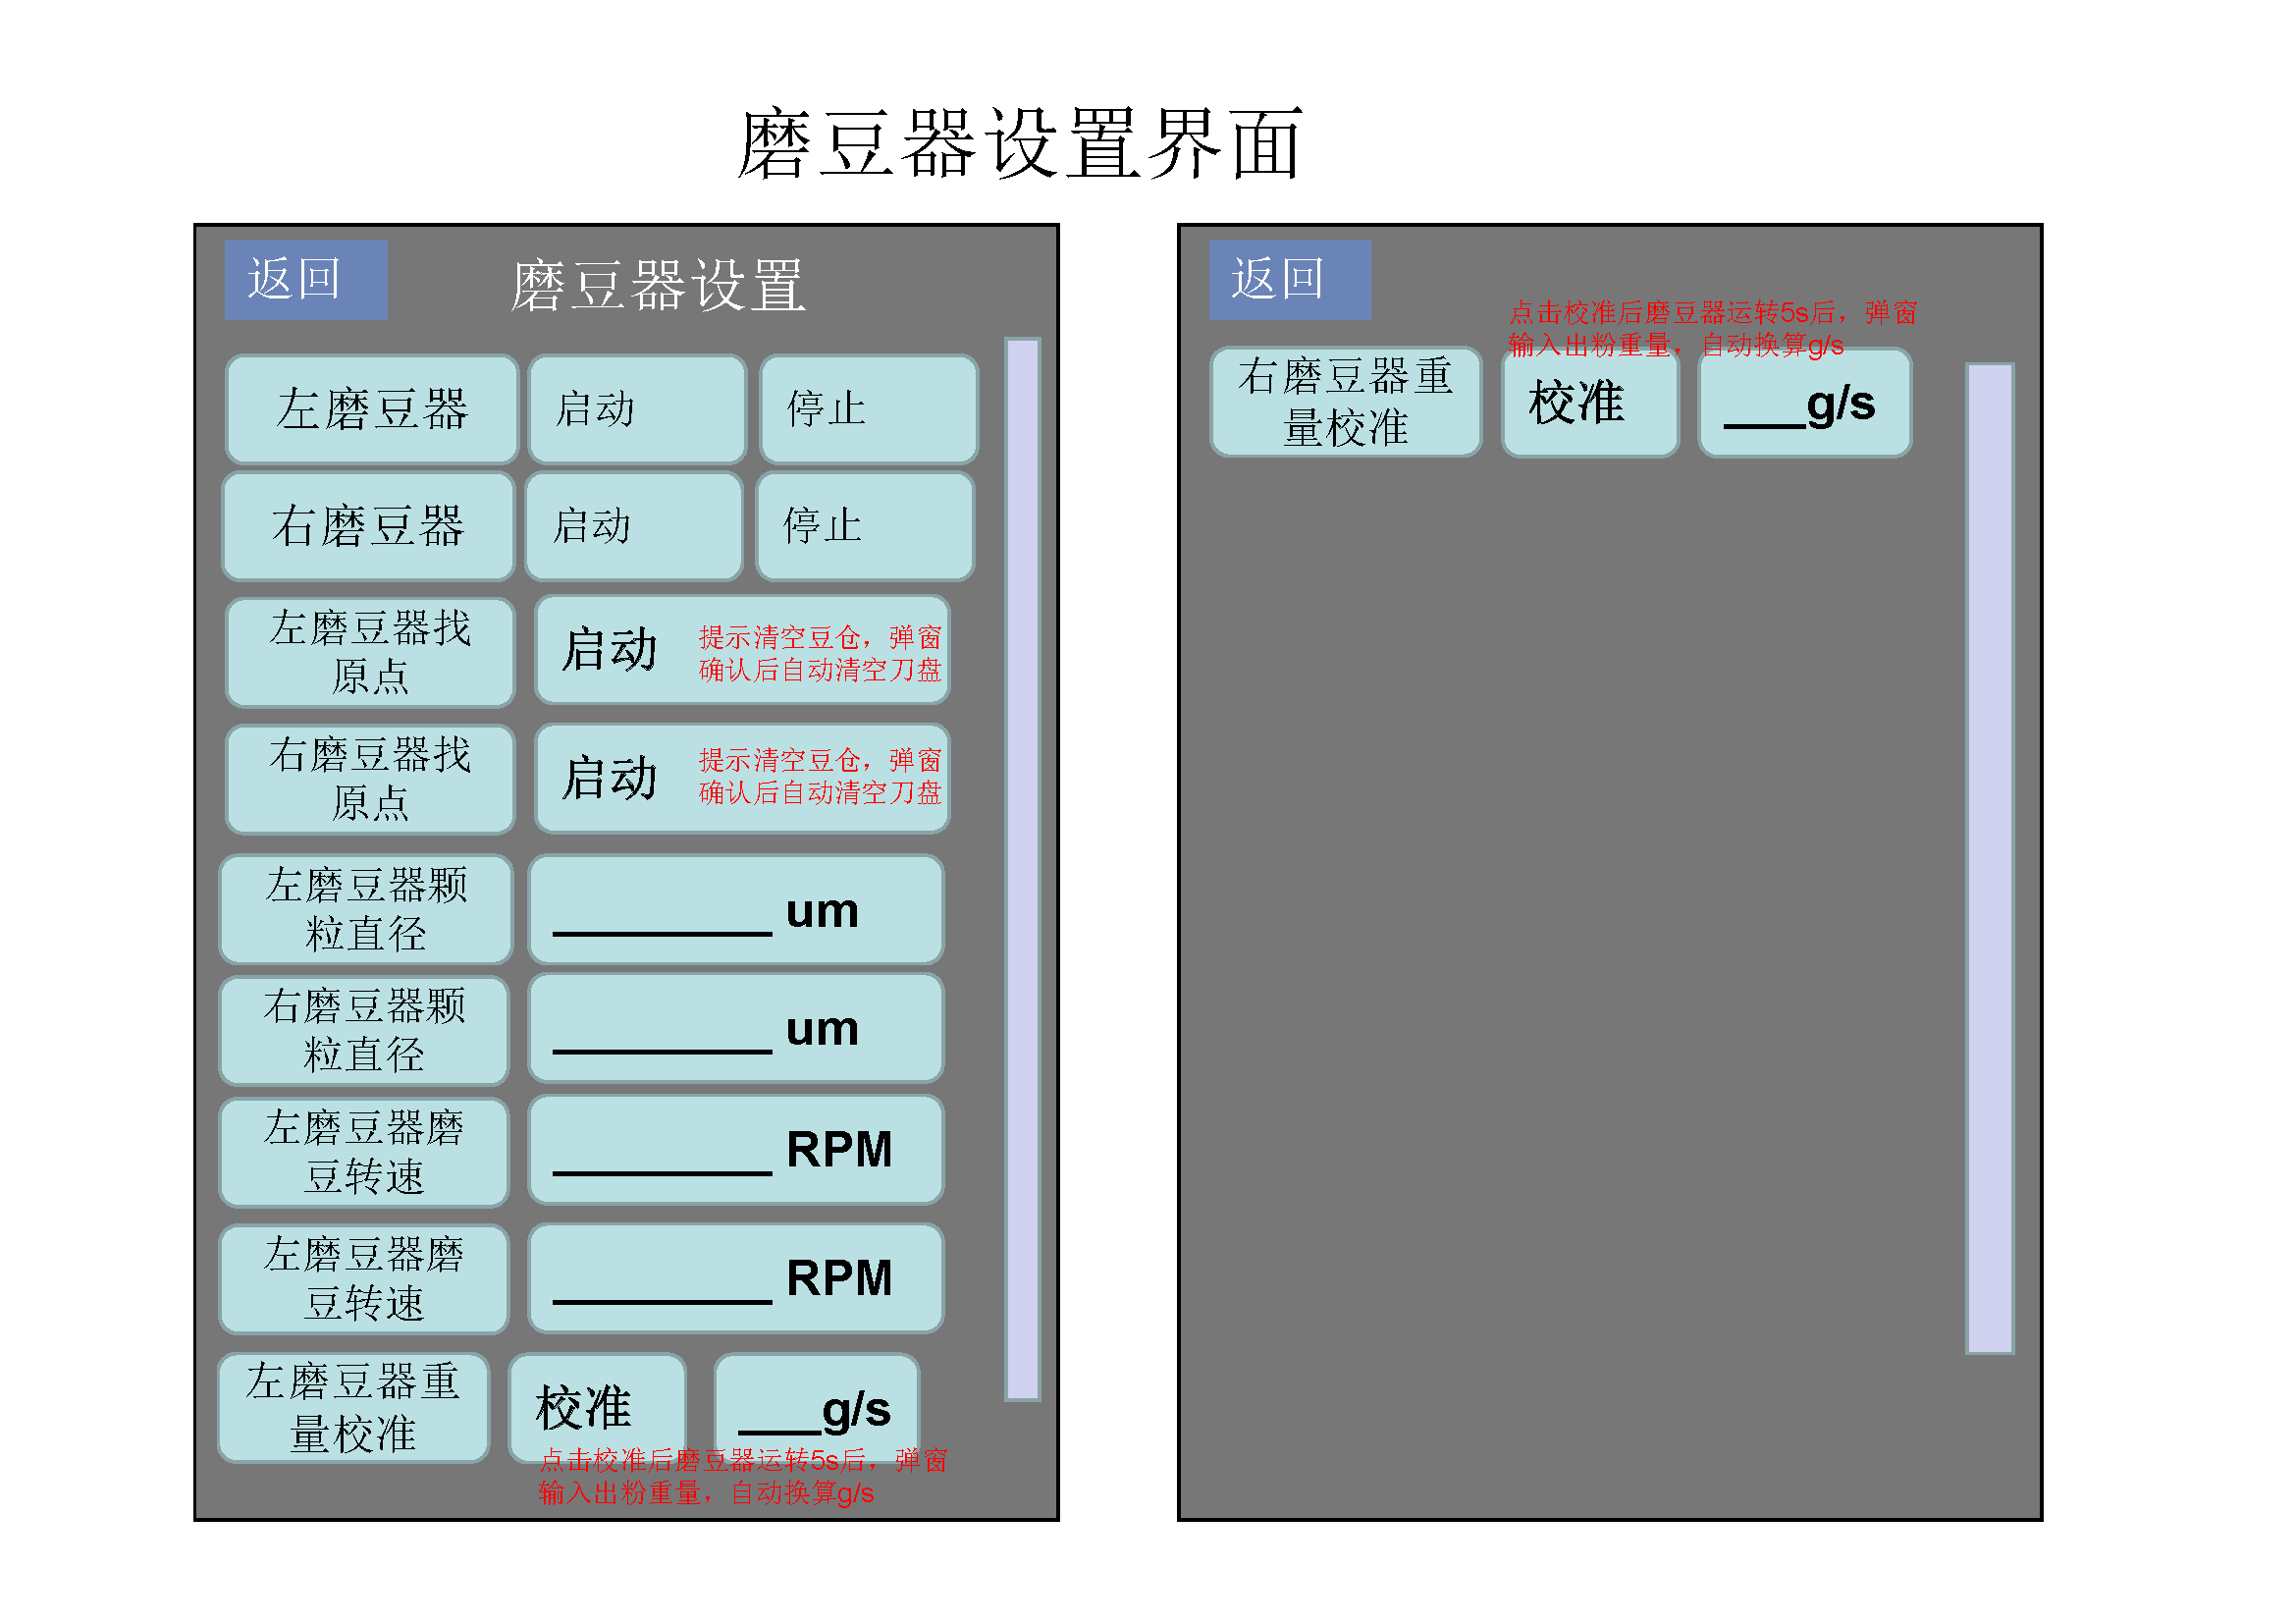 磨豆器设置界面
返回
磨豆器设置
左磨豆器
启动
停止
右磨豆器
启动
停止
左磨豆器找
原点
启动
提示清空豆仓，弹窗
确认后自动清空刀盘
右磨豆器找
原点
启动
提示清空豆仓，弹窗
确认后自动清空刀盘
左磨豆器颗
粒直径
________ um
右磨豆器颗
粒直径
________ um
左磨豆器磨
豆转速
________ RPM
左磨豆器磨
豆转速
________ RPM
左磨豆器重
量校准
校准
___g/s
点击校准后磨豆器运转5s后，弹窗
输入出粉重量，自动换算g/s
返回
点击校准后磨豆器运转5s后，弹窗
输入出粉重量，自动换算g/s
右磨豆器重
量校准
校准
___g/s